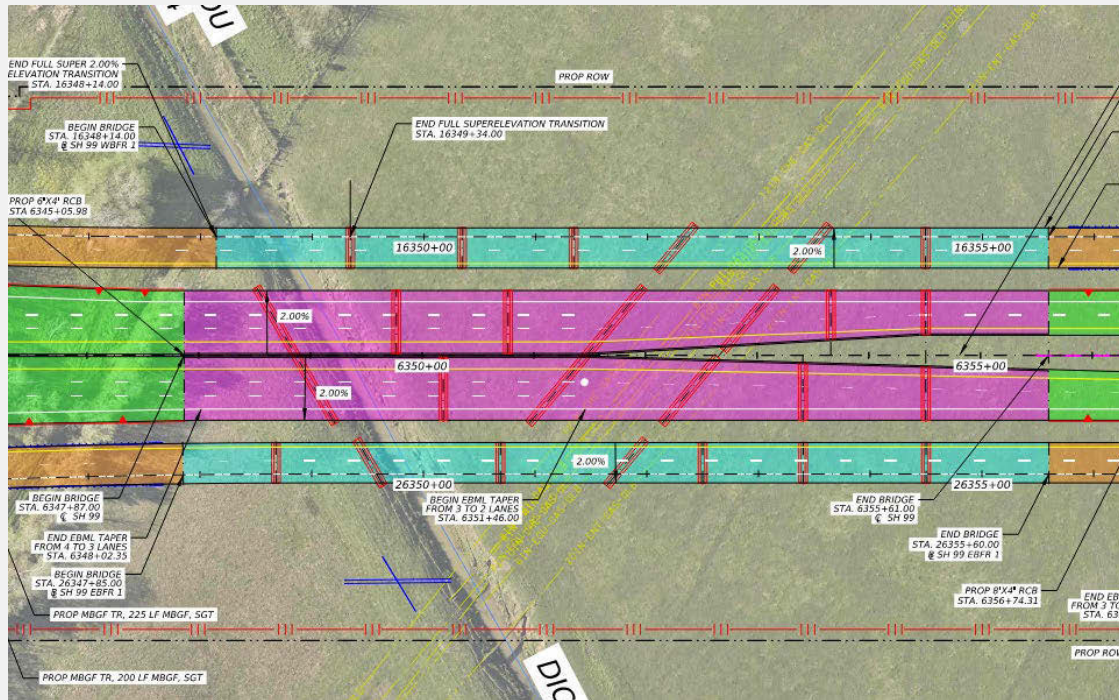 OU
END FULL SUPER 2.00%
ELEVATION TRANSITION
STA. 16348+14.00
PROP ROW
BEGIN BRIDGE
STA. 16348+14.00
℄ SH 99 WBFR 1
END FULL SUPERELEVATION TRANSITION
STA. 16349+34.00
PROP 6'X4' RCB
STA 6345+05.98
16350+00
2.00%
16355+00
2.00%
6350+00
6355+00
2.00%
2.00%
26350+00
26355+00
BEGIN BRIDGE
STA. 6347+87.00
℄ SH 99
BEGIN EBML TAPER
FROM 3 TO 2 LANES
STA. 6351+46.00
END BRIDGE
STA. 6355+61.00
℄ SH 99
END EBML TAPER
FROM 4 TO 3 LANES
STA. 6348+02.35
END BRIDGE
STA. 26355+60.00
℄ SH 99 EBFR 1
BEGIN BRIDGE
STA. 26347+85.00
℄ SH 99 EBFR 1
PROP 8'X4' RCB
STA. 6356+74.31
END EB
FROM 3 TO
STA. 63
PROP MBGF TR, 225 LF MBGF, SGT
PROP ROW
PROP MBGF TR, 200 LF MBGF, SGT
DIC